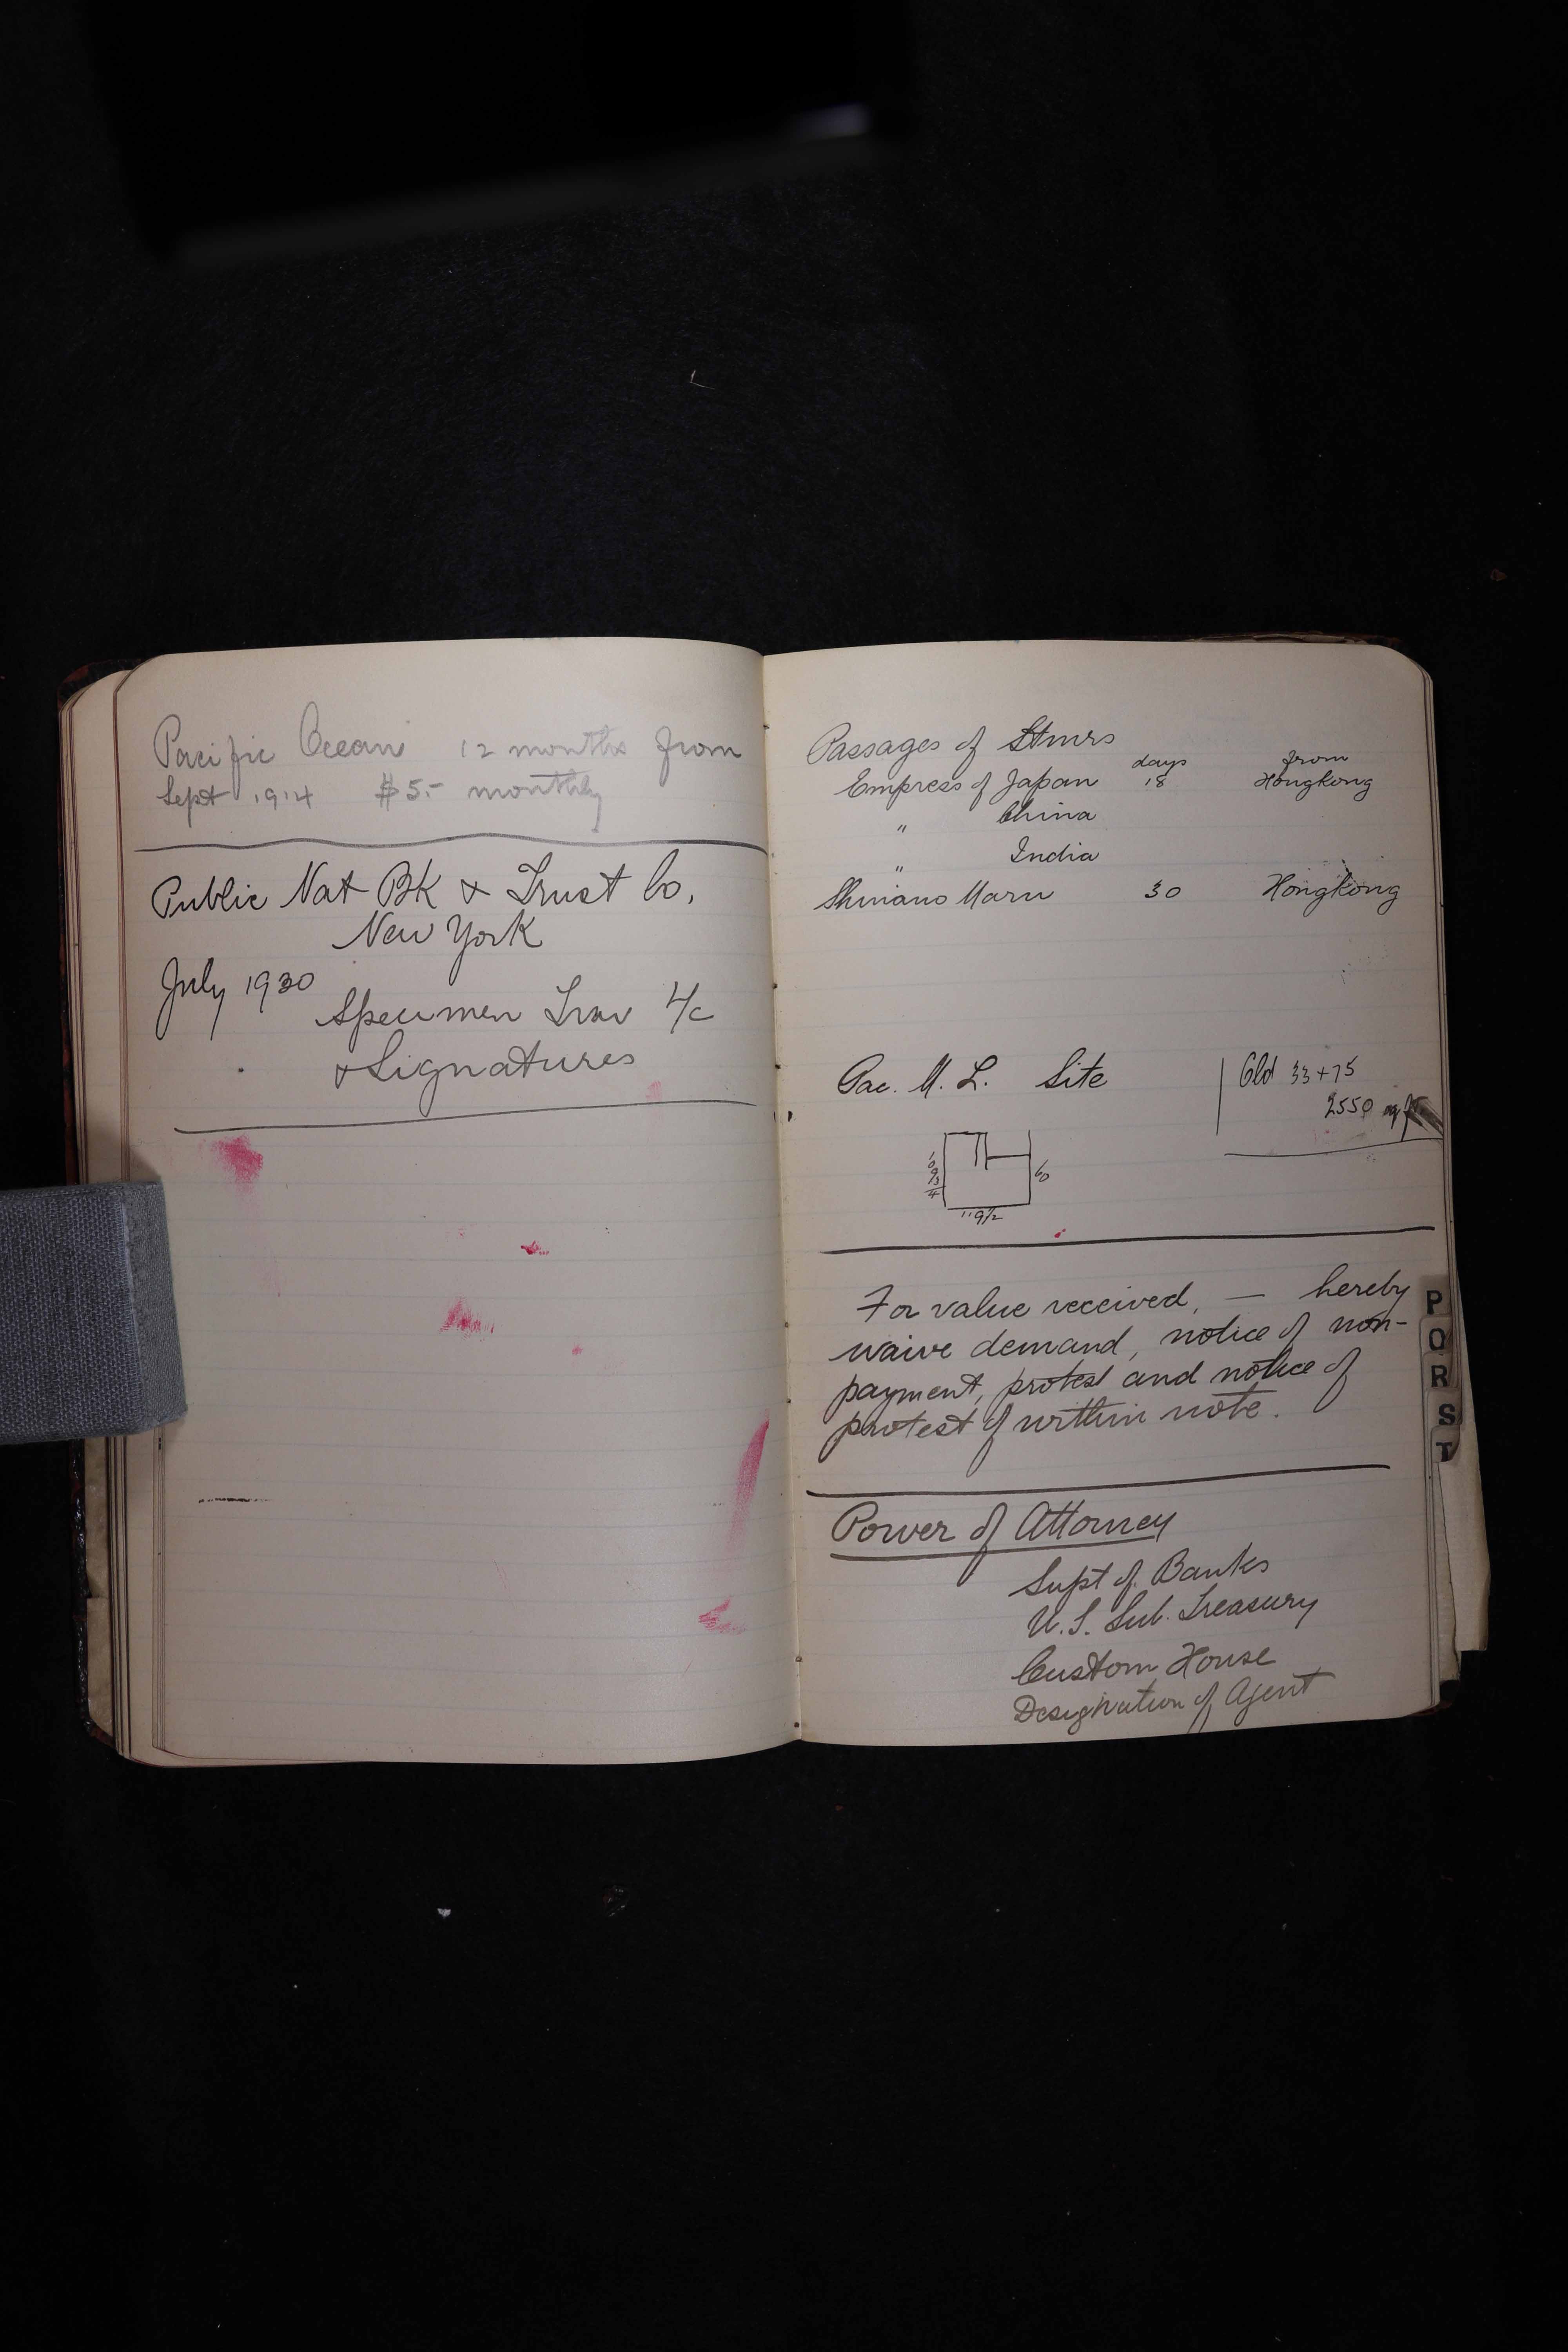 Pacific Ocean 12 months from
Sept 1914 $5.- monthly
Public Nat Bk & Trust Co.
New York
July 1930
Specimen Trav L/c
& Signatures
Passages of Stmrs
days from
Empress of Japan 18 Hongkong
" China
" India
Shinano Maru 30 Hongkong
Pac. M. L. Site
Old 33+75
2550 sq ft
60
119½
For value received, — hereby
waive demand, notice of non-
payment, protest and notice of
protest of within note.
Power of Attorney
Supt of Banks
U.S. Sub. Treasury
Custom House
Designation of Agent
P
Q
R
S
T